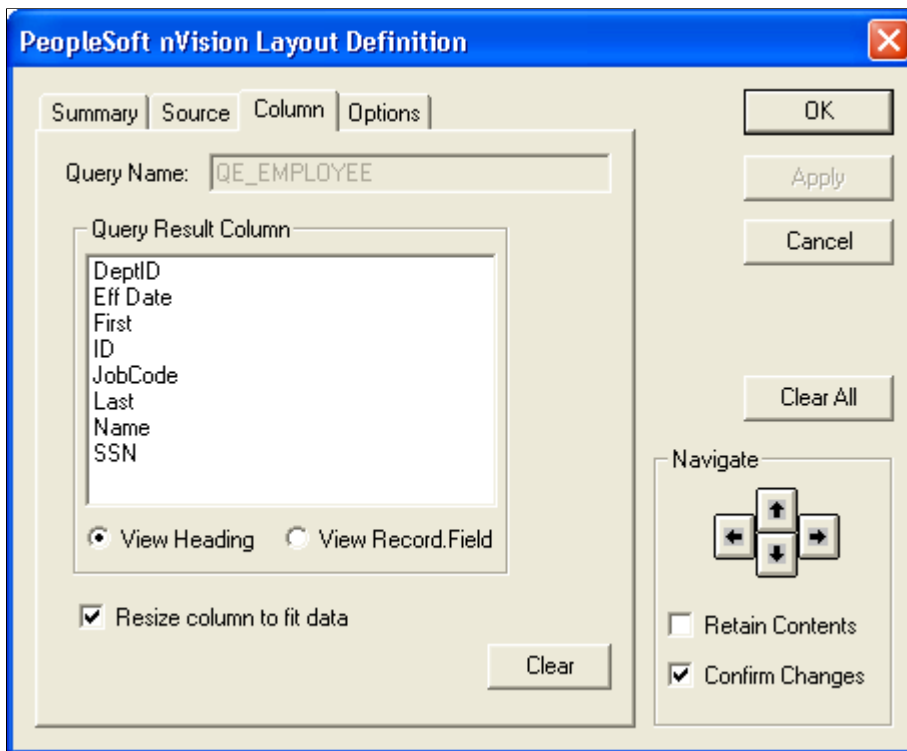 PeopleSoft nVision Layout Definition
Summary Source Column Options
Query Name: QE_EMPLOYEE
Query Result Column
DeptID
Eff Date
First
ID
JobCode
Last
Name
SSN
View Heading View Record.Field
Resize column to fit data
Clear
OK
Apply
Cancel
Clear All
Navigate
Retain Contents
Confirm Changes